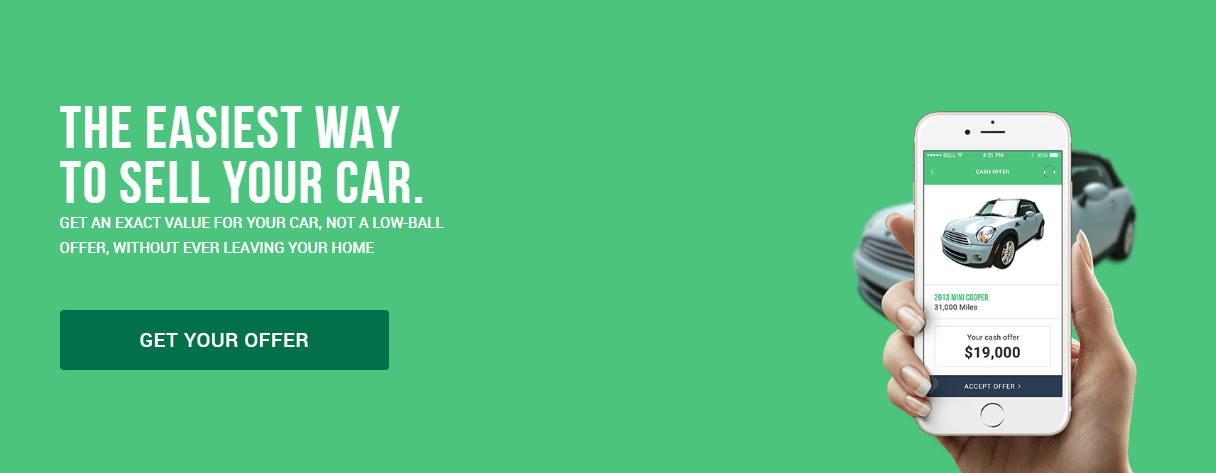 THE EASIEST WAY
TO SELL YOUR CAR.
GET AN EXACT VALUE FOR YOUR CAR, NOT A LOW-BALL
OFFER, WITHOUT EVER LEAVING YOUR HOME
GET YOUR OFFER
BELL 4:21 PM 95%
CASH OFFER
2013 MINI COOPER
31,000 Miles
Your cash offer
$19,000
ACCEPT OFFER >